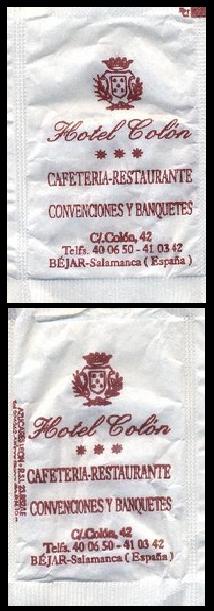 Hotel Colón
CAFETERIA-RESTAURANTE
CONVENCIONES Y BANQUETES
C/.Colón, 42
Telfs. 40 06 50 - 41 03 42
BÉJAR-Salamanca ( España )
Hotel Colón
CAFETERIA-RESTAURANTE
CONVENCIONES Y BANQUETES
C/.Colón, 42
Telfs. 40 06 50 - 41 03 42
BÉJAR-Salamanca ( España )